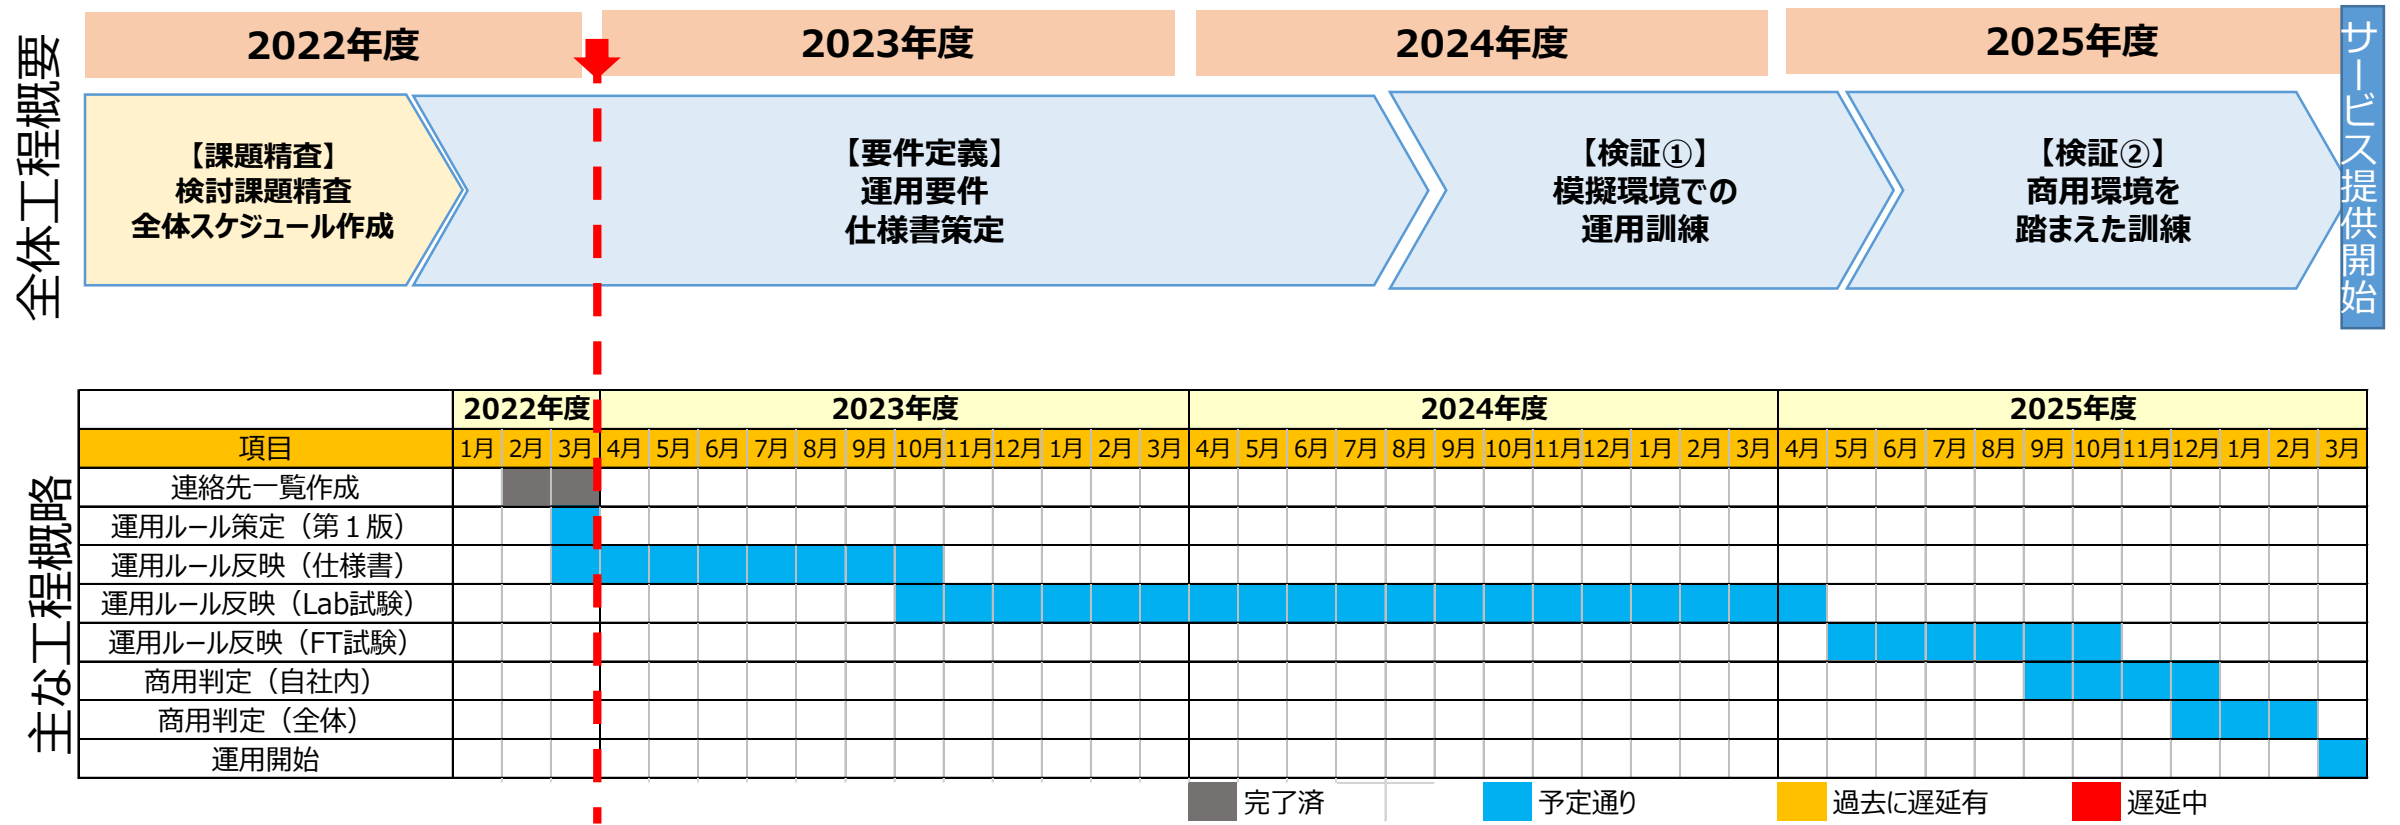 全体工程概要
2022年度
2023年度
2024年度
2025年度
【課題精査】
検討課題精査
全体スケジュール作成
【要件定義】
運用要件
仕様書策定
【検証①】
模擬環境での
運用訓練
【検証②】
商用環境を
踏まえた訓練
サービス提供開始
主な工程概略
2022年度 2023年度 2024年度 2025年度
項目 1月 2月 3月 4月 5月 6月 7月 8月 9月 10月 11月 12月 1月 2月 3月 4月 5月 6月 7月 8月 9月 10月 11月 12月 1月 2月 3月 4月 5月 6月 7月 8月 9月 10月 11月 12月 1月 2月 3月
連絡先一覧作成
運用ルール策定（第１版）
運用ルール反映（仕様書）
運用ルール反映（Lab試験）
運用ルール反映（FT試験）
商用判定（自社内）
商用判定（全体）
運用開始
完了済 予定通り 過去に遅延有 遅延中